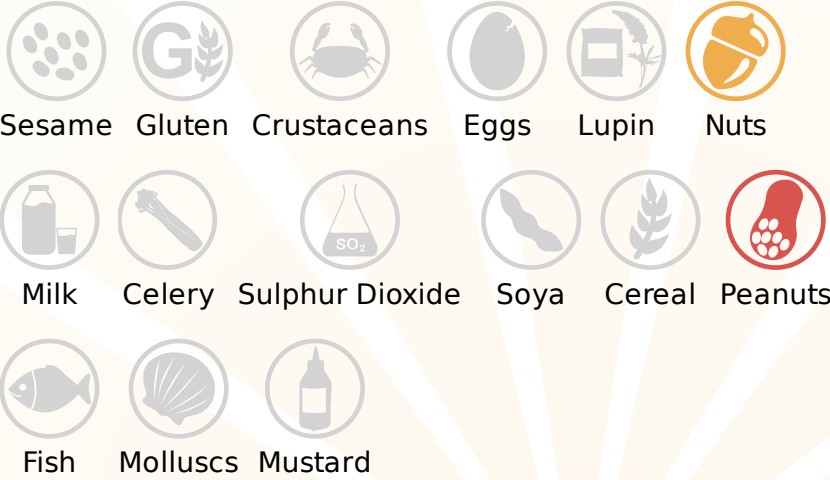 G
Sesame Gluten Crustaceans Eggs Lupin Nuts
SO₂
Milk Celery Sulphur Dioxide Soya Cereal Peanuts
Fish Molluscs Mustard